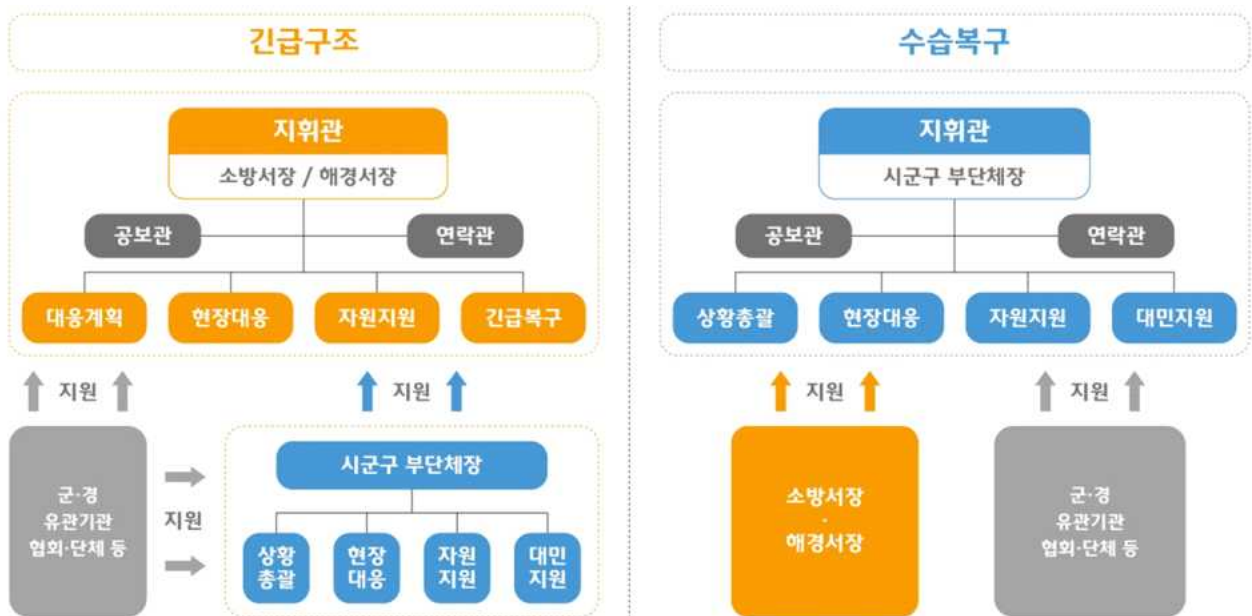 긴급구조
지휘관
소방서장 / 해경서장
공보관
연락관
대응계획
현장대응
자원지원
긴급복구
지원
지원
군·경
유관기관
협회·단체 등
지원
시군구 부단체장
상황
총괄
현장
대응
자원
지원
대민
지원
수습복구
지휘관
시군구 부단체장
공보관
연락관
상황총괄
현장대응
자원지원
대민지원
지원
지원
소방서장
·
해경서장
군·경
유관기관
협회·단체 등